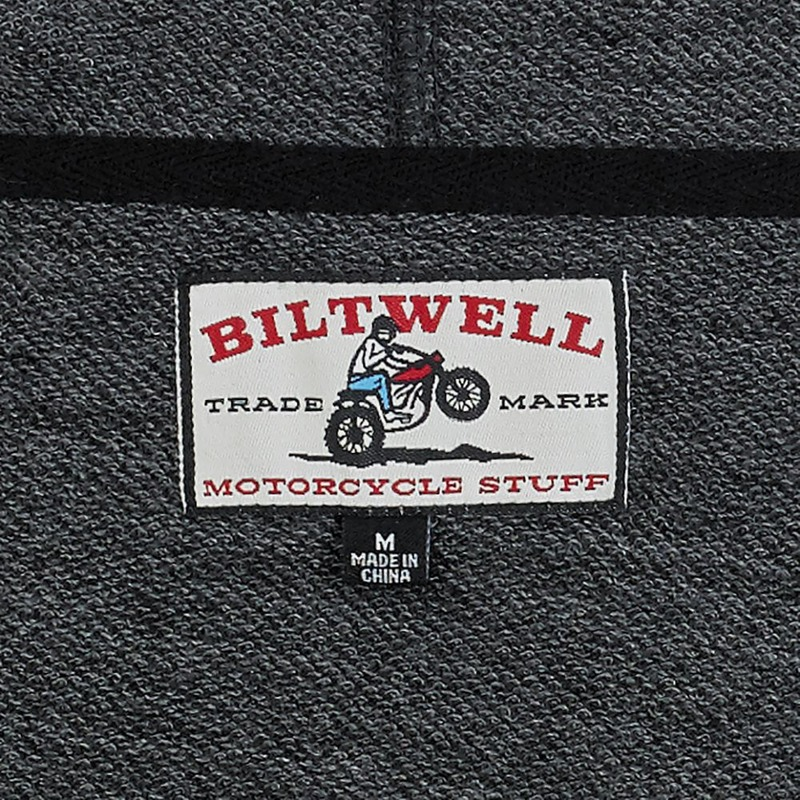 BILTWELL
TRADE MARK
MOTORCYCLE STUFF
M
MADE IN
CHINA